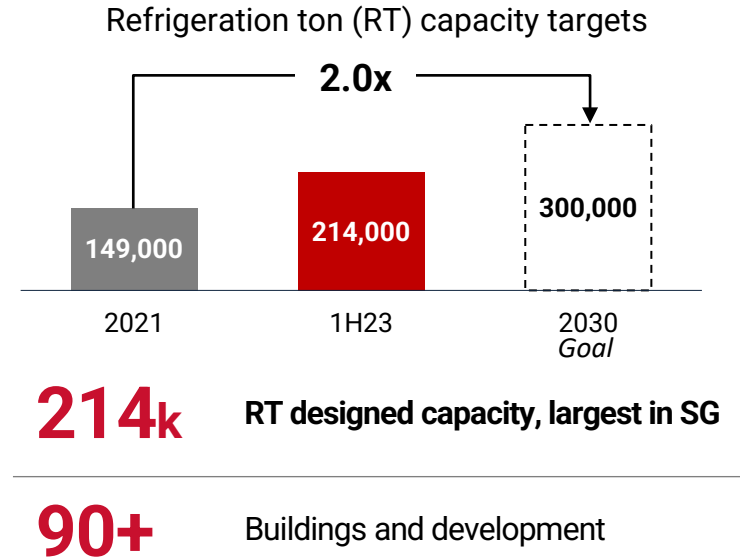 Refrigeration ton (RT) capacity targets
2.0x
149,000
214,000
300,000
2021
1H23
2030
Goal
214k
RT designed capacity, largest in SG
90+
Buildings and development